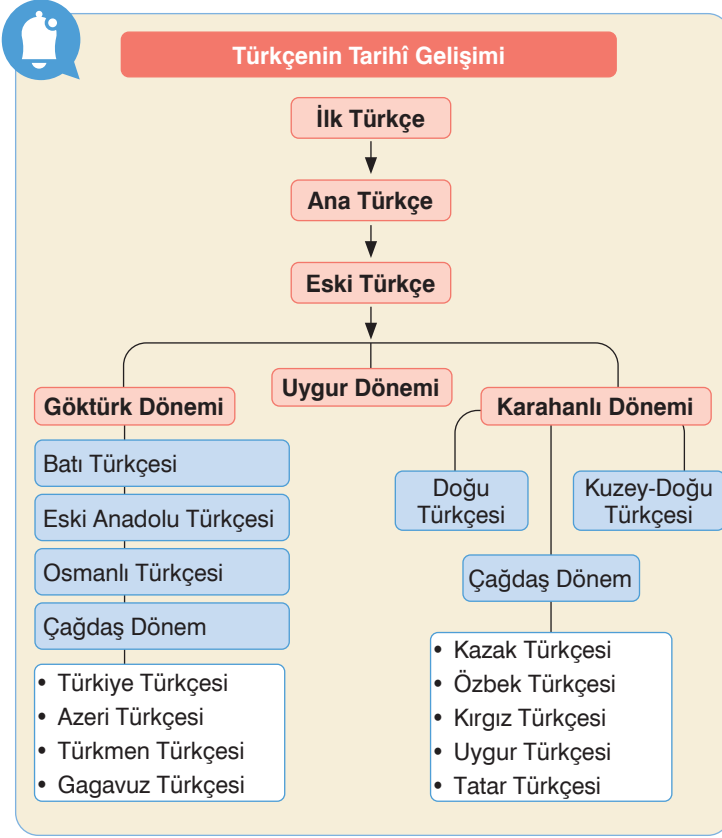 Türkçenin Tarihî Gelişimi
İlk Türkçe
Ana Türkçe
Eski Türkçe
Göktürk Dönemi
Uygur Dönemi
Karahanlı Dönemi
Batı Türkçesi
Eski Anadolu Türkçesi
Osmanlı Türkçesi
Çağdaş Dönem
• Türkiye Türkçesi
• Azeri Türkçesi
• Türkmen Türkçesi
• Gagavuz Türkçesi
Doğu
Türkçesi
Kuzey-Doğu
Türkçesi
Çağdaş Dönem
• Kazak Türkçesi
• Özbek Türkçesi
• Kırgız Türkçesi
• Uygur Türkçesi
• Tatar Türkçesi